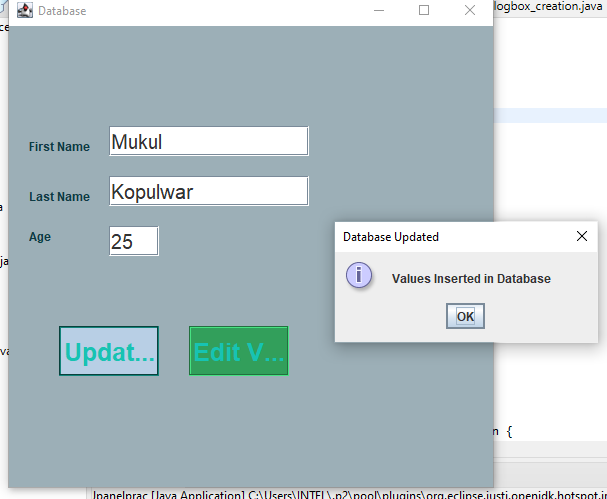 Database
logbox_creation.java
First Name
Mukul
Last Name
Kopulwar
Age
25
Updat...
Edit V...
Database Updated
Values Inserted in Database
OK
n {
Jpanelprac [Java Application] C:\Users\INTEL\.p2\pool\plugins\org.eclipse.justj.openjdk.hotspot.j